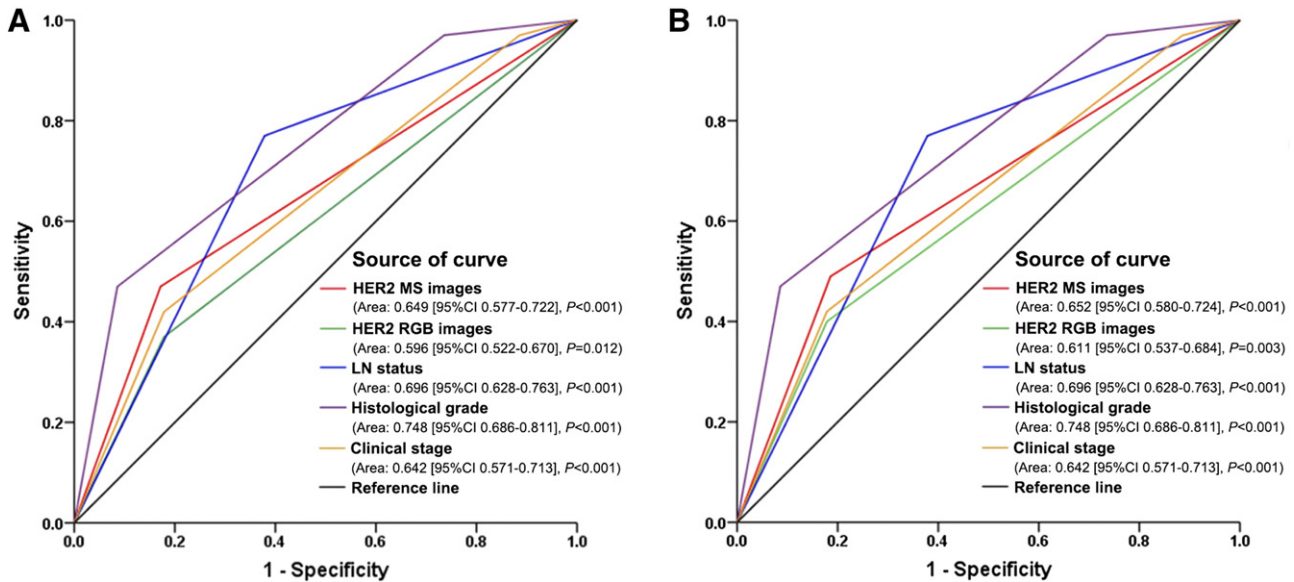 A
1.0
0.8
0.6
0.4
0.2
0.0
Sensitivity
Source of curve
HER2 MS images
(Area: 0.649 [95%CI 0.577-0.722], P<0.001)
HER2 RGB images
(Area: 0.596 [95%CI 0.522-0.670], P=0.012)
LN status
(Area: 0.696 [95%CI 0.628-0.763], P<0.001)
Histological grade
(Area: 0.748 [95%CI 0.686-0.811], P<0.001)
Clinical stage
(Area: 0.642 [95%CI 0.571-0.713], P<0.001)
Reference line
0.0 0.2 0.4 0.6 0.8 1.0
1 - Specificity
B
1.0
0.8
0.6
0.4
0.2
0.0
Sensitivity
Source of curve
HER2 MS images
(Area: 0.652 [95%CI 0.580-0.724], P<0.001)
HER2 RGB images
(Area: 0.611 [95%CI 0.537-0.684], P=0.003)
LN status
(Area: 0.696 [95%CI 0.628-0.763], P<0.001)
Histological grade
(Area: 0.748 [95%CI 0.686-0.811], P<0.001)
Clinical stage
(Area: 0.642 [95%CI 0.571-0.713], P<0.001)
Reference line
0.0 0.2 0.4 0.6 0.8 1.0
1 - Specificity